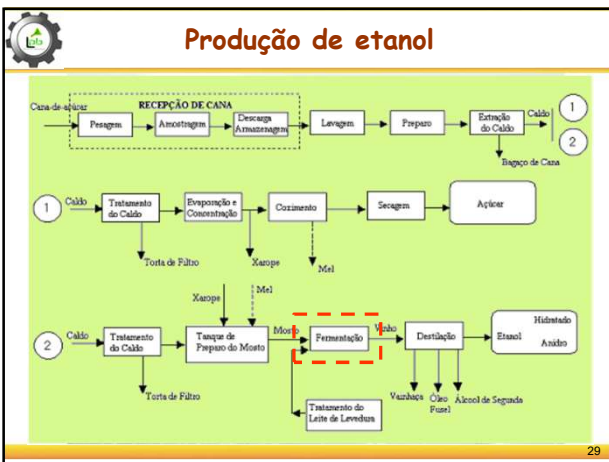 Produção de etanol
RECEPÇÃO DE CANA
Cana-de-açúcar
Pesagem
Amostragem
Descarga
Armazenagem
Lavagem
Preparo
Extração
do Caldo
Caldo
1
2
Bagaço de Cana
1
Caldo
Tratamento
do Caldo
Evaporação e
Concentração
Cozimento
Secagem
Açúcar
Torta de Filtro
Xarope
Mel
Xarope
Mel
2
Caldo
Tratamento
do Caldo
Tanque de
Preparo do Mosto
Mosto
Fermentação
Vinho
Destilação
Etanol
Hidratado
Anidro
Torta de Filtro
Tratamento do
Leite de Levedura
Vainhaça
Óleo
Fusel
Álcool de Segunda
29